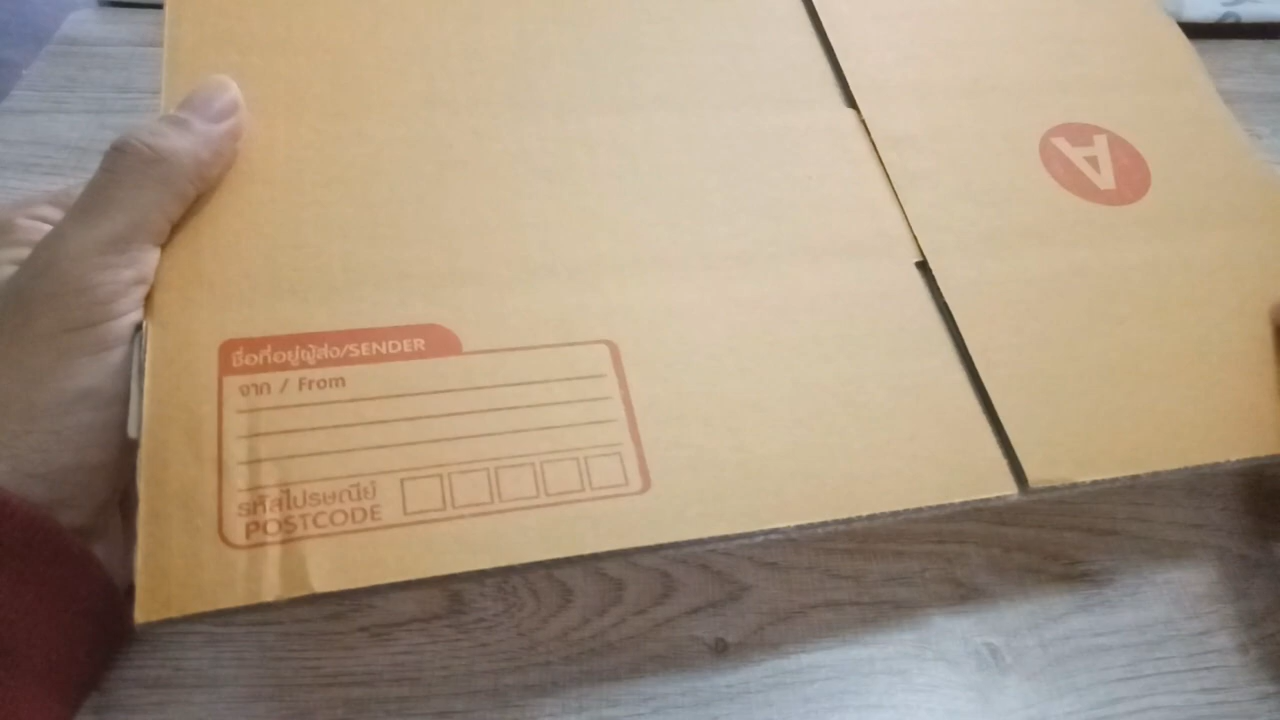 ชื่อที่อยู่ผู้ส่ง/SENDER
จาก / From
รหัสไปรษณีย์
POSTCODE
A